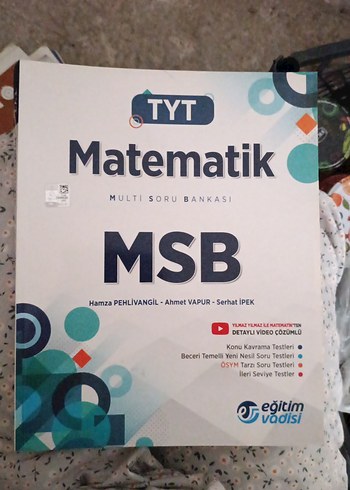 TYT
Matematik
MULTİ SORU BANKASI
MSB
Hamza PEHLİVANGİL - Ahmet VAPUR - Serhat İPEK
YILMAZ YILMAZ İLE MATEMATİK'TEN
DETAYLI VİDEO ÇÖZÜMLÜ
Konu Kavrama Testleri
Beceri Temelli Yeni Nesil Soru Testleri
ÖSYM Tarzı Soru Testleri
İleri Seviye Testler
eğitim
vadisi